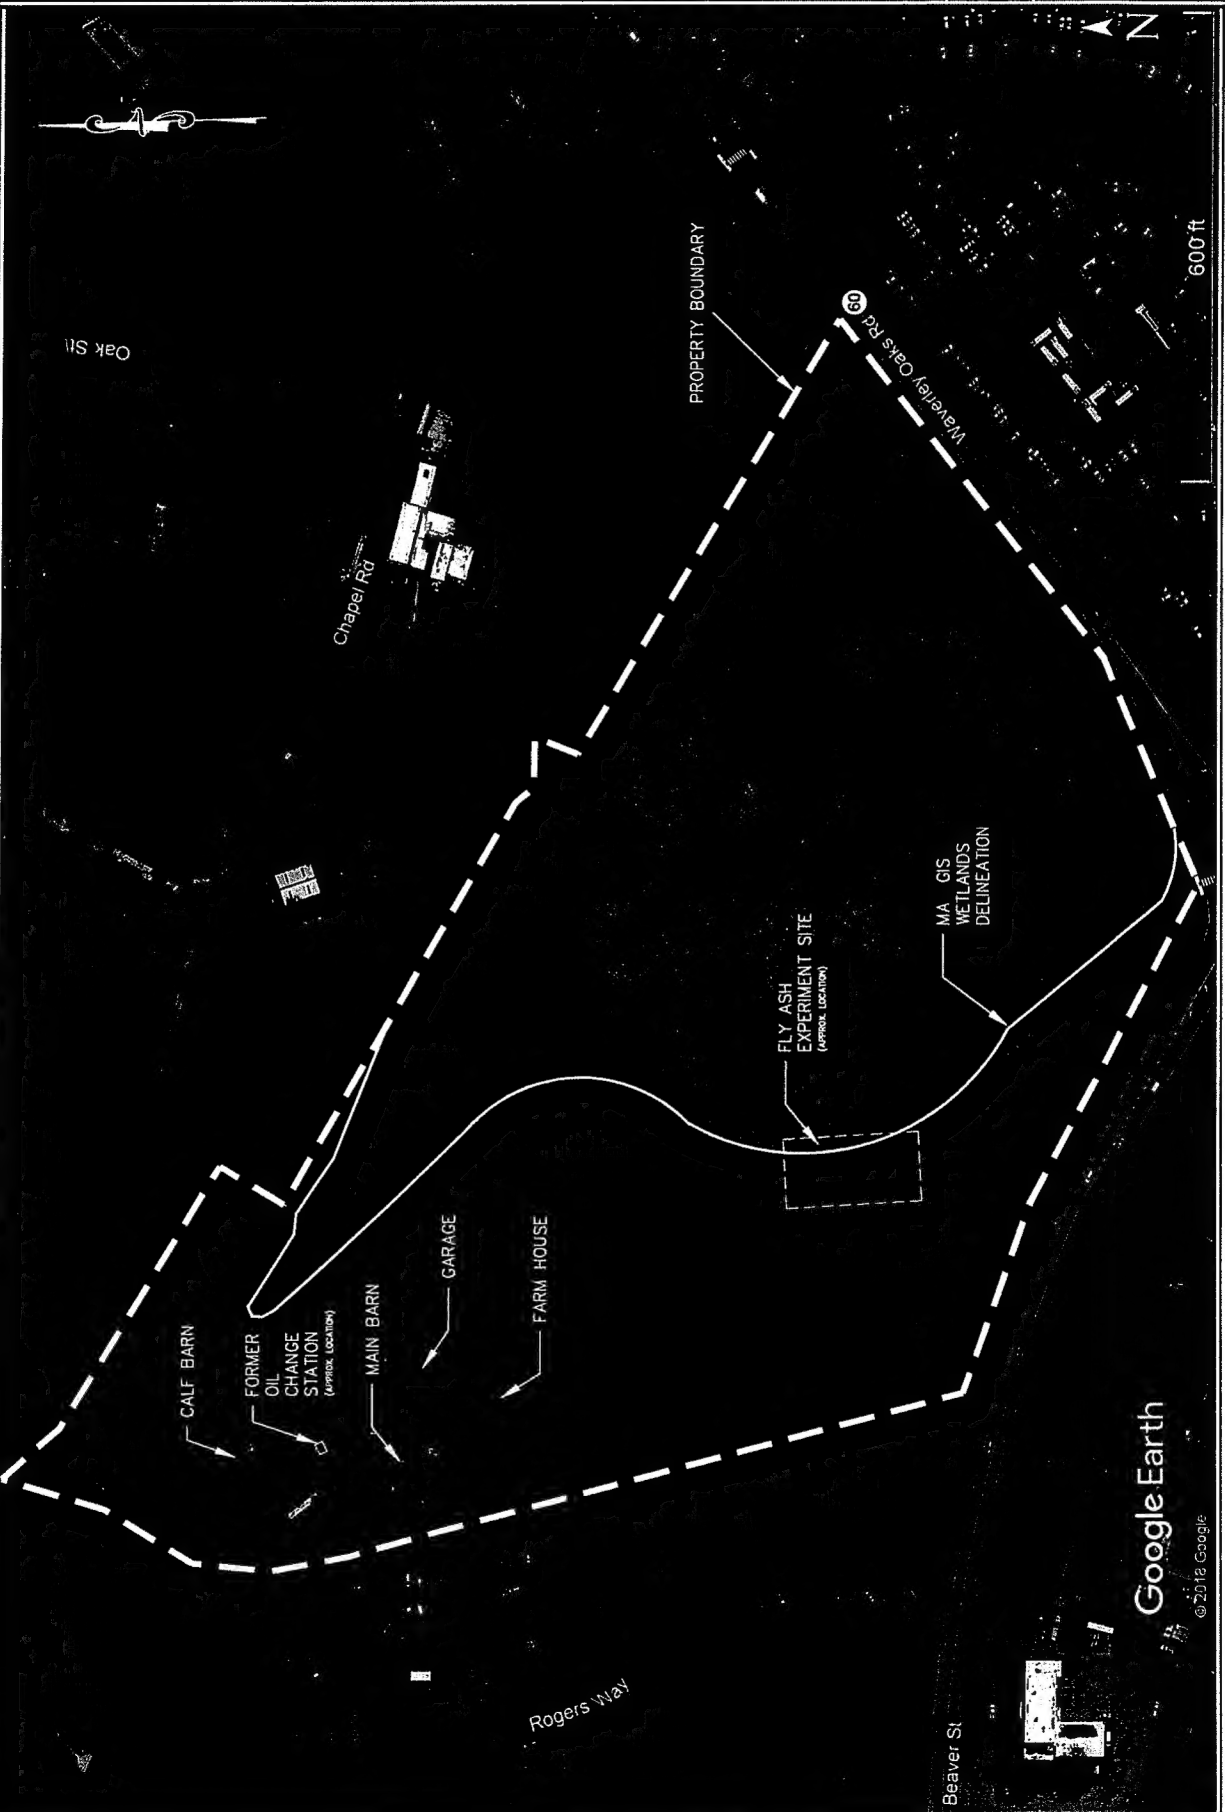 Oak St
Chapel Rd
PROPERTY BOUNDARY
60
Waverley Oaks Rd
CALF BARN
FORMER
OIL
CHANGE
STATION
(APPROX. LOCATION)
MAIN BARN
GARAGE
FARM HOUSE
FLY ASH
EXPERIMENT SITE
(APPROX. LOCATION)
MA GIS
WETLANDS
DELINEATION
Rogers Way
Beaver St
Google Earth
© 2018 Google
600 ft
N